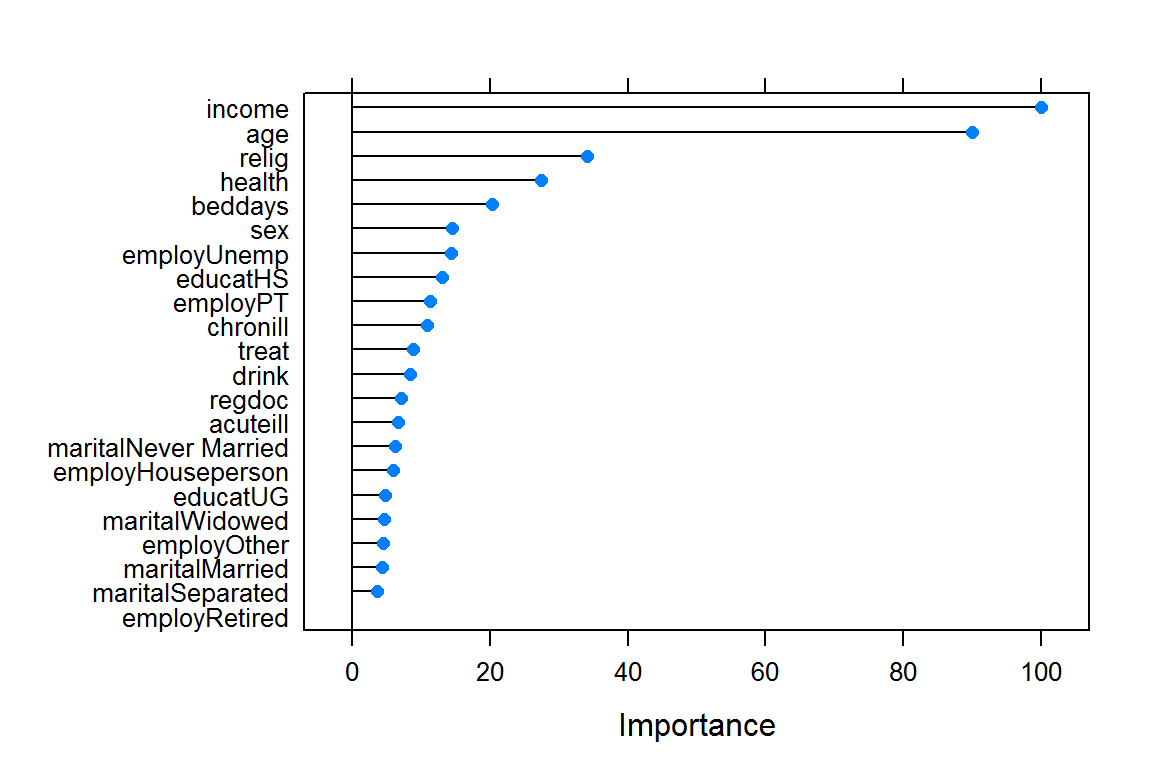 income
age
relig
health
beddays
sex
employUnemp
educatHS
employPT
chronill
treat
drink
regdoc
acuteill
maritalNever Married
employHouseperson
educatUG
maritalWidowed
employOther
maritalMarried
maritalSeparated
employRetired
0 20 40 60 80 100
Importance